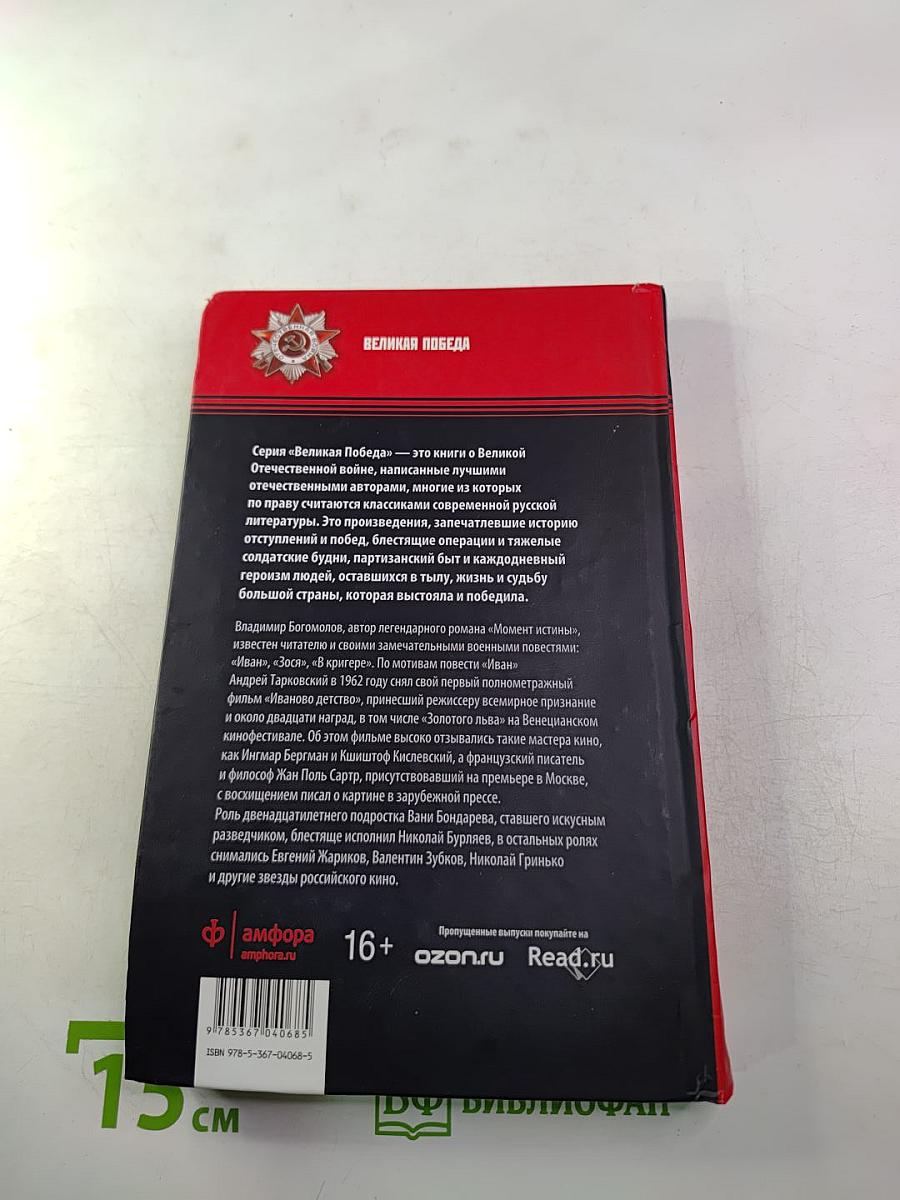 ВЕЛИКАЯ ПОБЕДА
Серия «Великая Победа» — это книги о Великой
Отечественной войне, написанные лучшими
отечественными авторами, многие из которых
по праву считаются классиками современной русской
литературы. Это произведения, запечатлевшие историю
отступлений и побед, блестящие операции и тяжелые
солдатские будни, партизанский быт и каждодневный
героизм людей, оставшихся в тылу, жизнь и судьбу
большой страны, которая выстояла и победила.
Владимир Богомолов, автор легендарного романа «Момент истины»,
известен читателю и своими замечательными военными повестями:
«Иван», «Зося», «В кригере». По мотивам повести «Иван»
Андрей Тарковский в 1962 году снял свой первый полнометражный
фильм «Иваново детство», принесший режиссеру всемирное признание
и около двадцати наград, в том числе «Золотого льва» на Венецианском
кинофестивале. Об этом фильме высоко отзывались такие мастера кино,
как Ингмар Бергман и Кшиштоф Кислевский, а французский писатель
и философ Жан Поль Сартр, присутствовавший на премьере в Москве,
с восхищением писал о картине в зарубежной прессе.
Роль двенадцатилетнего подростка Вани Бондарева, ставшего искусным
разведчиком, блестяще исполнил Николай Бурляев, в остальных ролях
снимались Евгений Жариков, Валентин Зубков, Николай Гринько
и другие звезды российского кино.
амфора
amphora.ru
16+
Пропущенные выпуски покупайте на
ozon.ru Read.ru
9 785367 040685
ISBN 978-5-367-04068-5
15 см
БФ БИБЛИОФАН